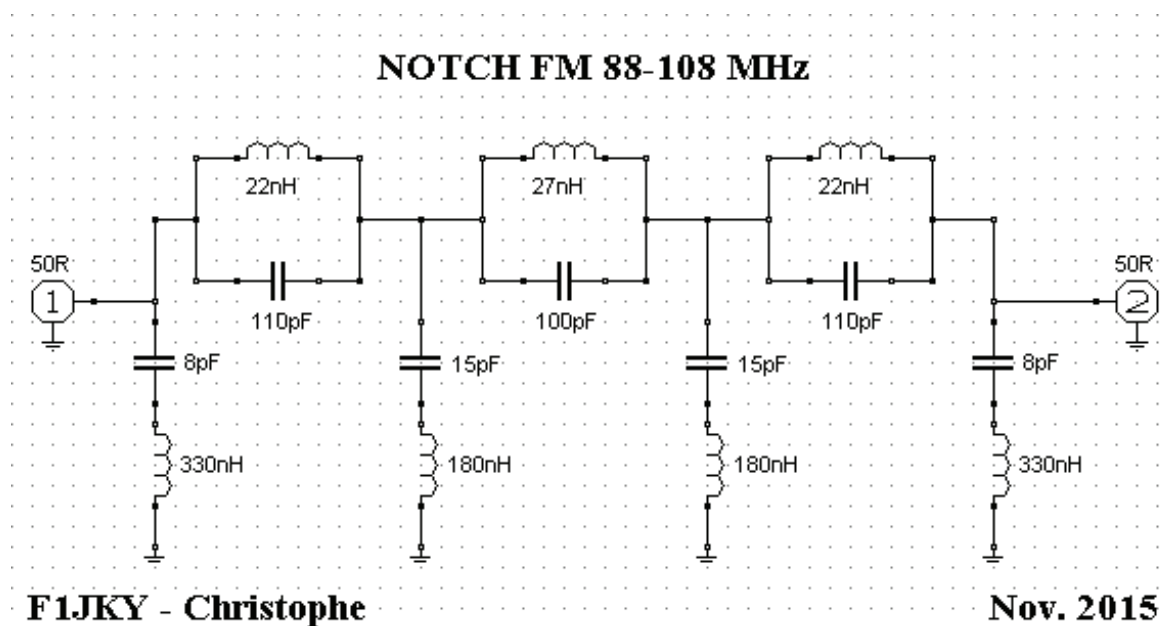 NOTCH FM 88-108 MHz
22nH
27nH
22nH
50R
1
110pF
100pF
110pF
50R
2
8pF
15pF
15pF
8pF
330nH
180nH
180nH
330nH
F1JKY - Christophe
Nov. 2015